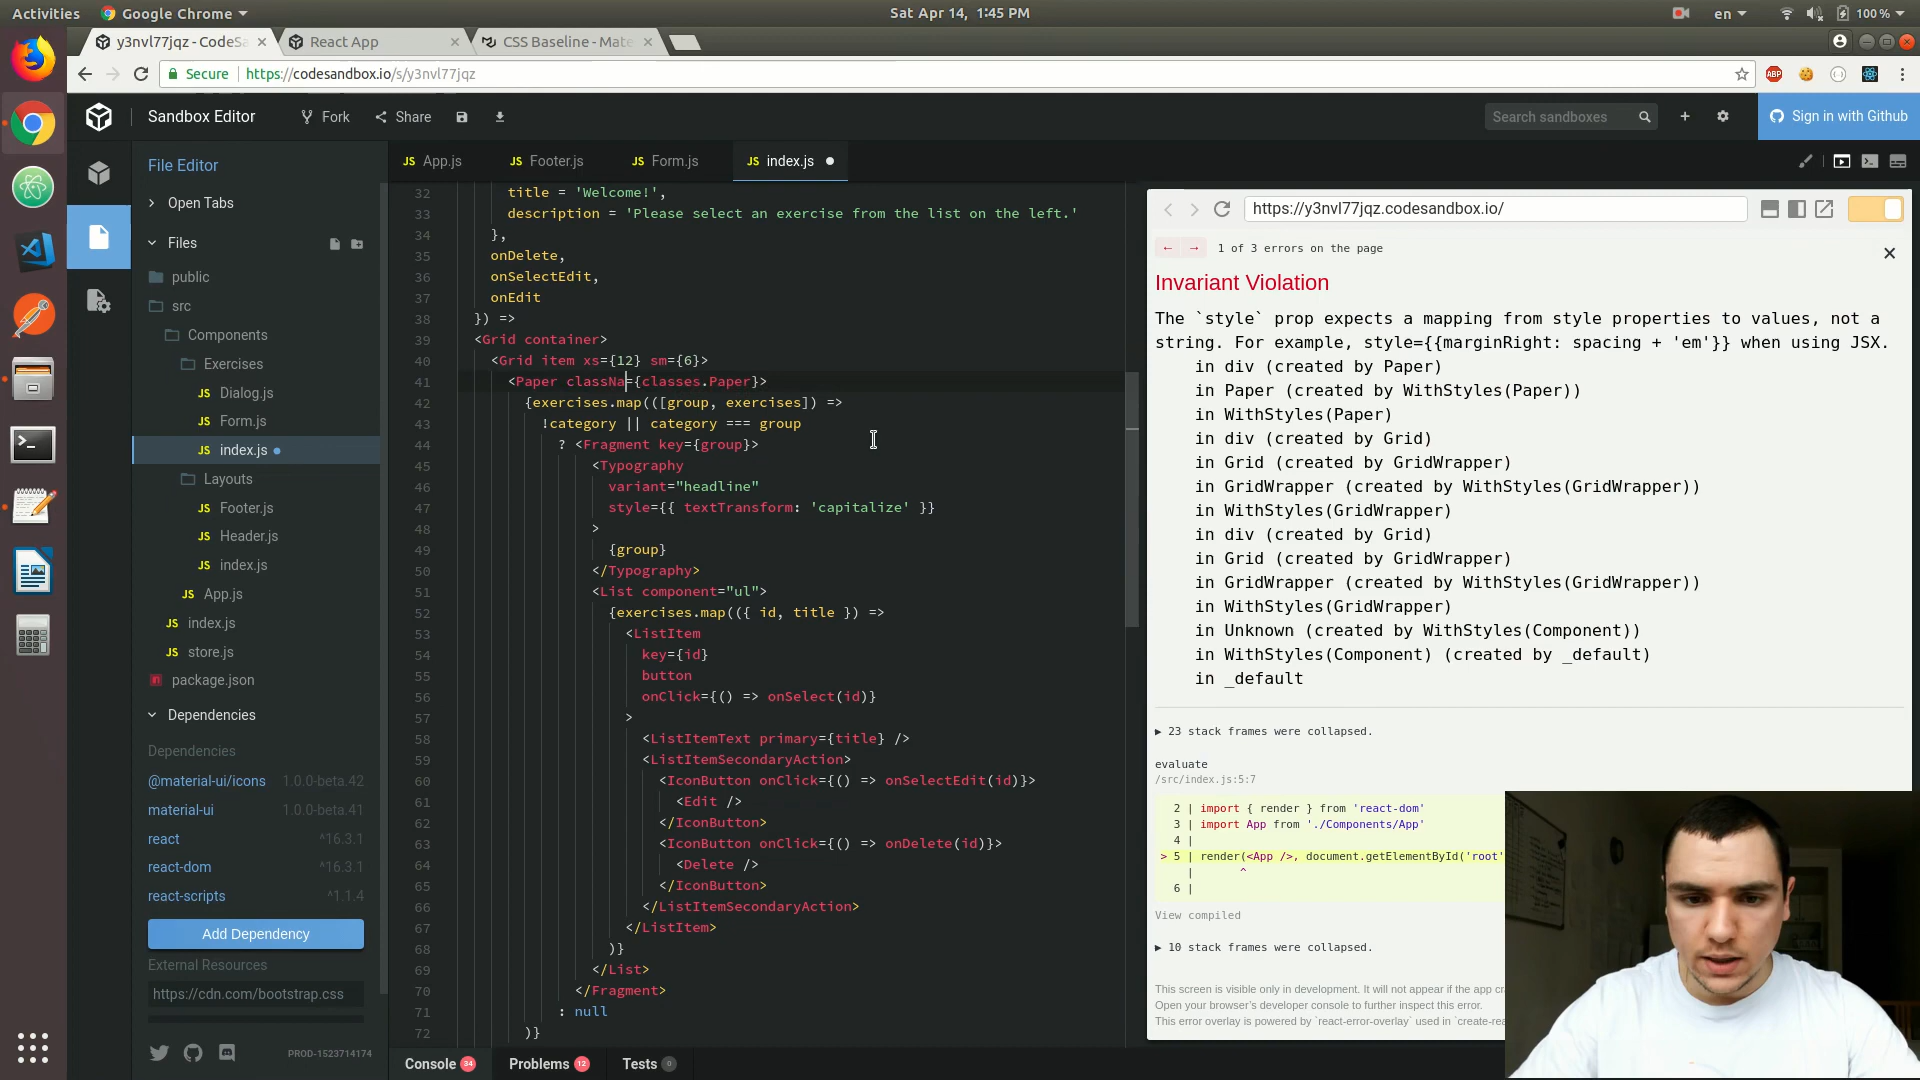 Activities
Google Chrome
Sat Apr 14, 1:45 PM
en
100 %
y3nvl77jqz - CodeSa
React App
CSS Baseline - Mate
Secure
https://codesandbox.io/s/y3nvl77jqz
ABP
Sandbox Editor
Fork
Share
Search sandboxes
Sign in with Github
File Editor
Open Tabs
Files
public
src
Components
Exercises
JS Dialog.js
JS Form.js
JS index.js
Layouts
JS Footer.js
JS Header.js
JS index.js
JS App.js
JS index.js
JS store.js
package.json
Dependencies
Dependencies
@material-ui/icons 1.0.0-beta.42
material-ui 1.0.0-beta.41
react ^16.3.1
react-dom ^16.3.1
react-scripts ^1.1.4
Add Dependency
External Resources
https://cdn.com/bootstrap.css
PROD-1523714174
JS App.js
JS Footer.js
JS Form.js
JS index.js
32 title = 'Welcome!',
33 description = 'Please select an exercise from the list on the left.'
34 },
35 onDelete,
36 onSelectEdit,
37 onEdit
38 }) =>
39 <Grid container>
40 <Grid item xs={12} sm={6}>
41 <Paper classNa={classes.Paper}>
42 {exercises.map(([group, exercises]) =>
43 !category || category === group
44 ? <Fragment key={group}>
45 <Typography
46 variant="headline"
47 style={{ textTransform: 'capitalize' }}
48 >
49 {group}
50 </Typography>
51 <List component="ul">
52 {exercises.map(({ id, title }) =>
53 <ListItem
54 key={id}
55 button
56 onClick={() => onSelect(id)}
57 >
58 <ListItemText primary={title} />
59 <ListItemSecondaryAction>
60 <IconButton onClick={() => onSelectEdit(id)}>
61 <Edit />
62 </IconButton>
63 <IconButton onClick={() => onDelete(id)}>
64 <Delete />
65 </IconButton>
66 </ListItemSecondaryAction>
67 </ListItem>
68 )}
69 </List>
70 </Fragment>
71 : null
72 )}
Console 34
Problems 12
Tests 0
https://y3nvl77jqz.codesandbox.io/
← → 1 of 3 errors on the page
Invariant Violation
The `style` prop expects a mapping from style properties to values, not a
string. For example, style={{marginRight: spacing + 'em'}} when using JSX.
in div (created by Paper)
in Paper (created by WithStyles(Paper))
in WithStyles(Paper)
in div (created by Grid)
in Grid (created by GridWrapper)
in GridWrapper (created by WithStyles(GridWrapper))
in WithStyles(GridWrapper)
in div (created by Grid)
in Grid (created by GridWrapper)
in GridWrapper (created by WithStyles(GridWrapper))
in WithStyles(GridWrapper)
in Unknown (created by WithStyles(Component))
in WithStyles(Component) (created by _default)
in _default
▶ 23 stack frames were collapsed.
evaluate
/src/index.js:5:7
2 | import { render } from 'react-dom'
3 | import App from './Components/App'
4 |
> 5 | render(<App />, document.getElementById('root'
| ^
6 |
View compiled
▶ 10 stack frames were collapsed.
This screen is visible only in development. It will not appear if the app cr
Open your browser's developer console to further inspect this error.
This error overlay is powered by `react-error-overlay` used in `create-rea